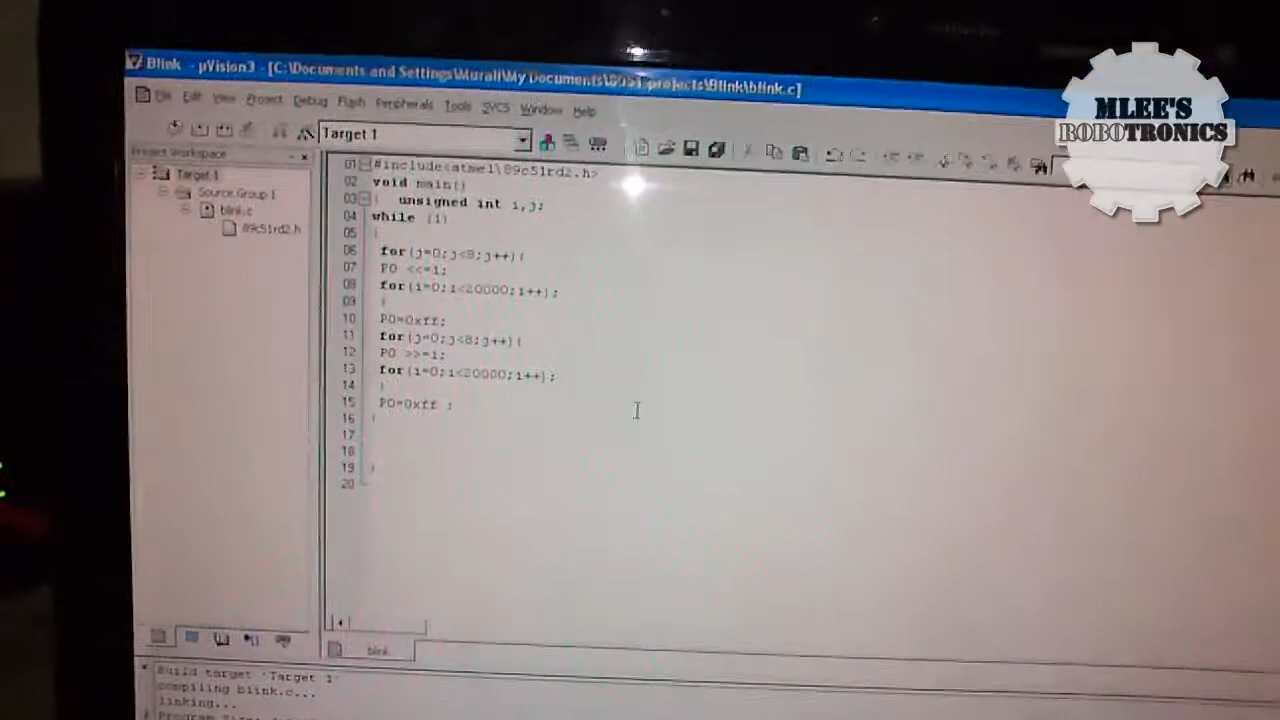 Blink - µVision3 - [C:\Documents and Settings\Murali\My Documents\8051 projects\Blink\blink.c]
File Edit View Project Debug Flash Peripherals Tools SVCS Window Help
MLEE'S
ROBOTRONICS
Target 1
Project Workspace
Target 1
Source Group 1
blink.c
89c51rd2.h
01 #include<atmel\89c51rd2.h>
02 void main()
03 { unsigned int i,j;
04 while (1)
05 {
06 for(j=0;j<8;j++){
07 P0 <<=1;
08 for(i=0;i<20000;i++);
09 }
10 P0=0xff;
11 for(j=0;j<8;j++){
12 P0 >>=1;
13 for(i=0;i<20000;i++);
14 }
15 P0=0xff ;
16 }
17
18
19 }
20
blink
Build target 'Target 1'
compiling blink.c...
linking...
Program Size: